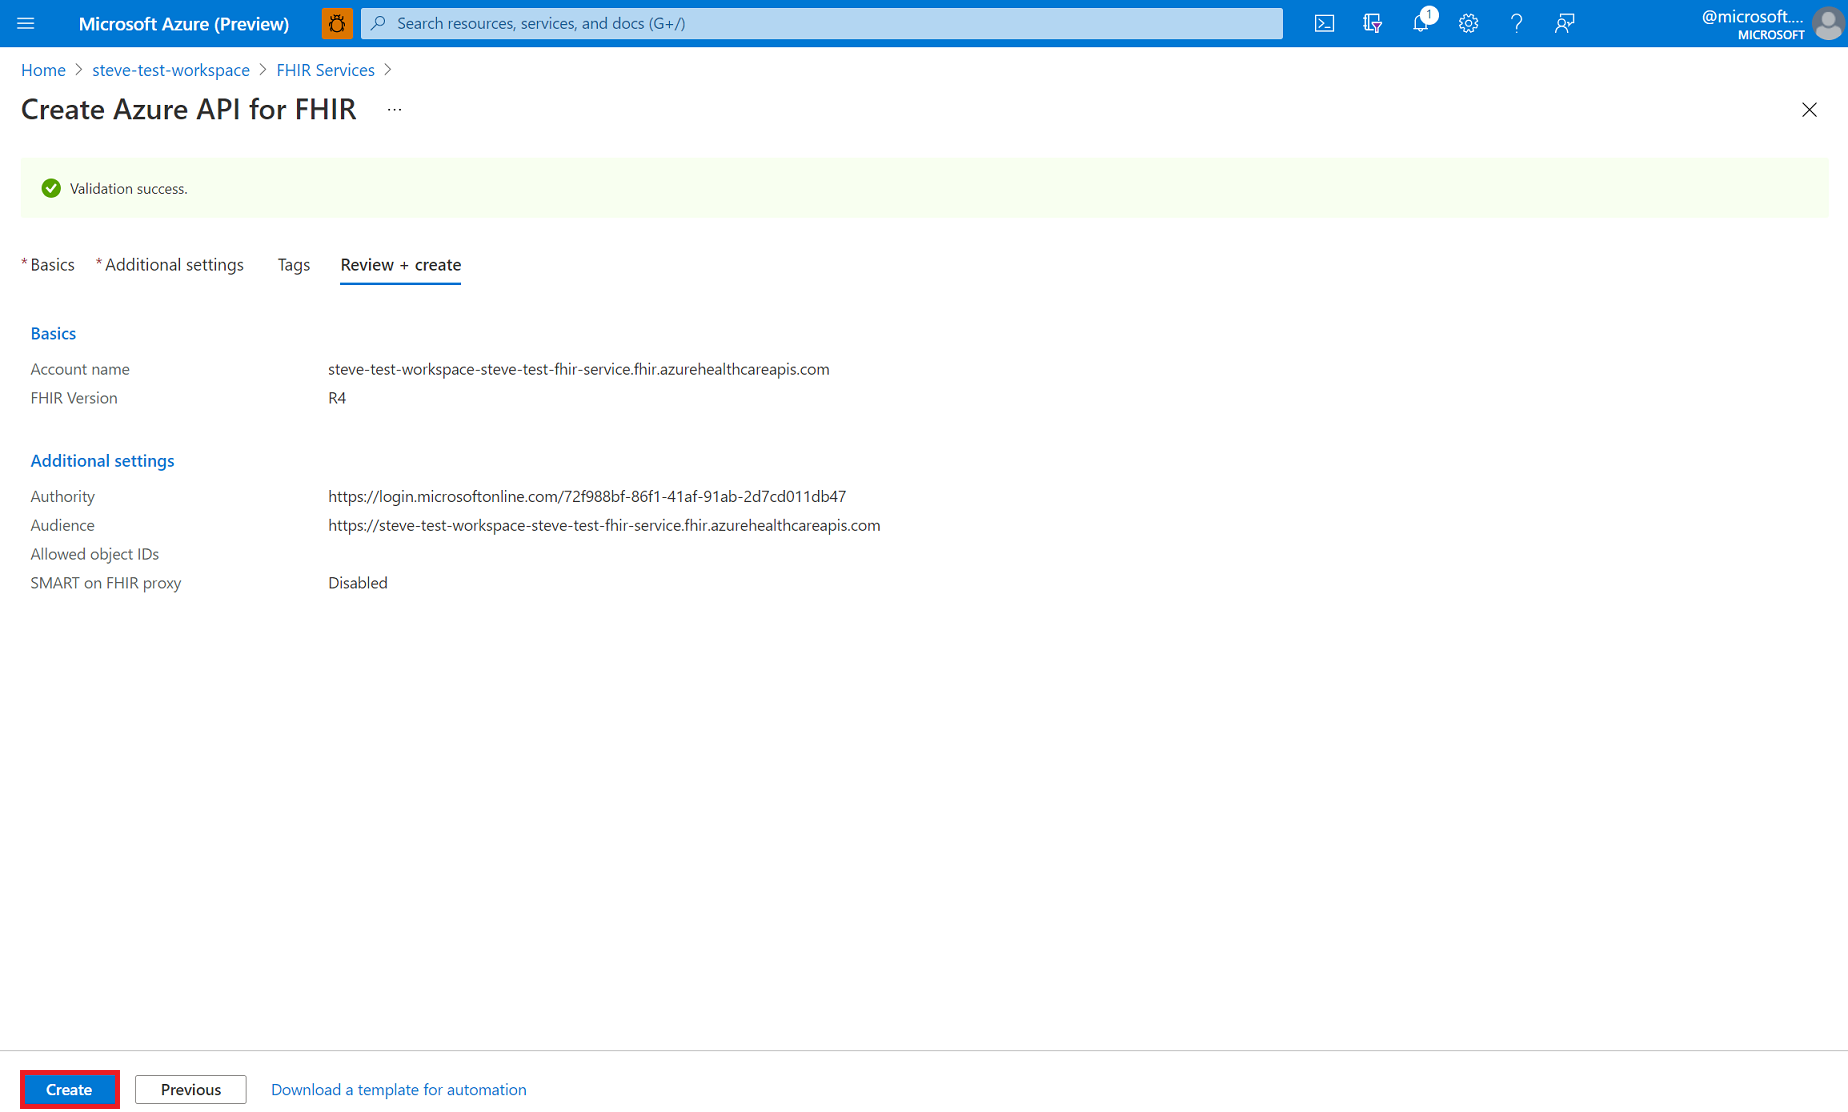 Microsoft Azure (Preview)
Search resources, services, and docs (G+/)
1
@microsoft....
MICROSOFT
Home > steve-test-workspace > FHIR Services >
Create Azure API for FHIR ...
Validation success.
* Basics * Additional settings Tags Review + create
Basics
Account name steve-test-workspace-steve-test-fhir-service.fhir.azurehealthcareapis.com
FHIR Version R4
Additional settings
Authority https://login.microsoftonline.com/72f988bf-86f1-41af-91ab-2d7cd011db47
Audience https://steve-test-workspace-steve-test-fhir-service.fhir.azurehealthcareapis.com
Allowed object IDs
SMART on FHIR proxy Disabled
Create Previous Download a template for automation